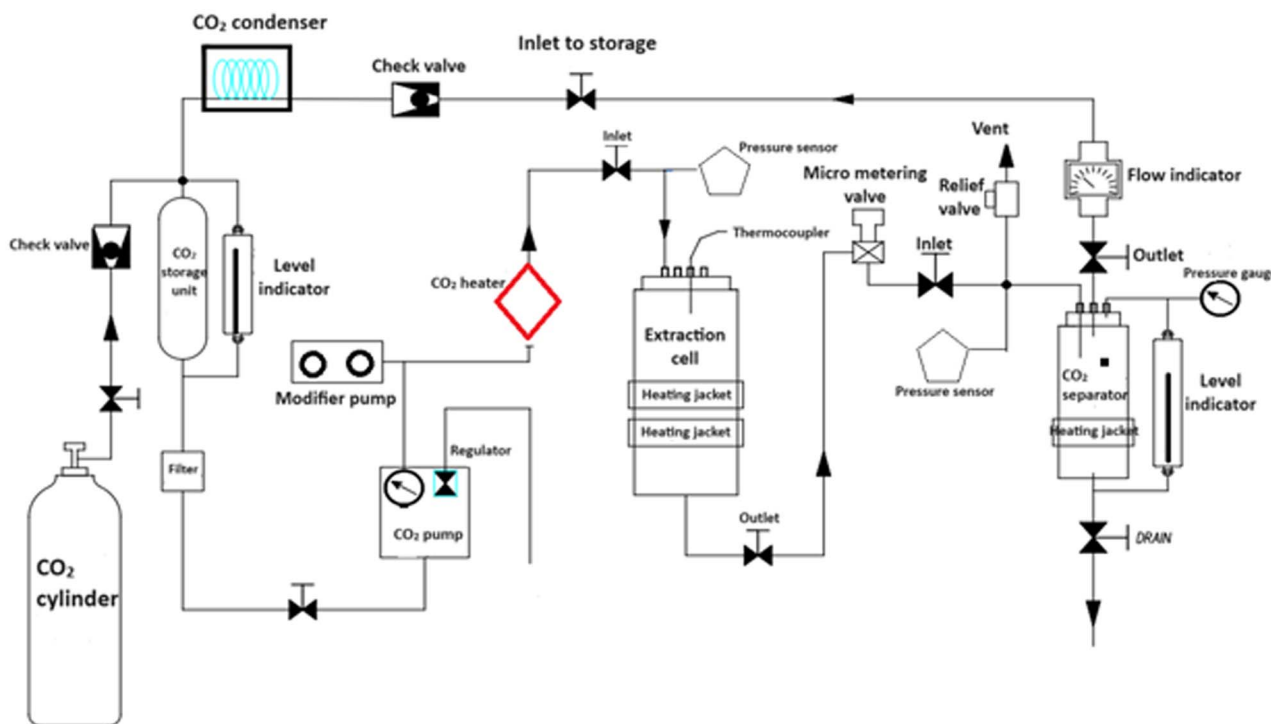 CO₂ condenser
Inlet to storage
Check valve
Vent
Inlet
Pressure sensor
Micro metering
valve
Relief
valve
Flow indicator
Check valve
CO₂
storage
unit
Level
indicator
CO₂ heater
Thermocoupler
Inlet
Outlet
Pressure gaug
Extraction
cell
Modifier pump
Heating jacket
Heating jacket
Pressure sensor
CO₂
separator
Heating jacket
Level
indicator
Filter
Regulator
CO₂ pump
Outlet
DRAIN
CO₂
cylinder